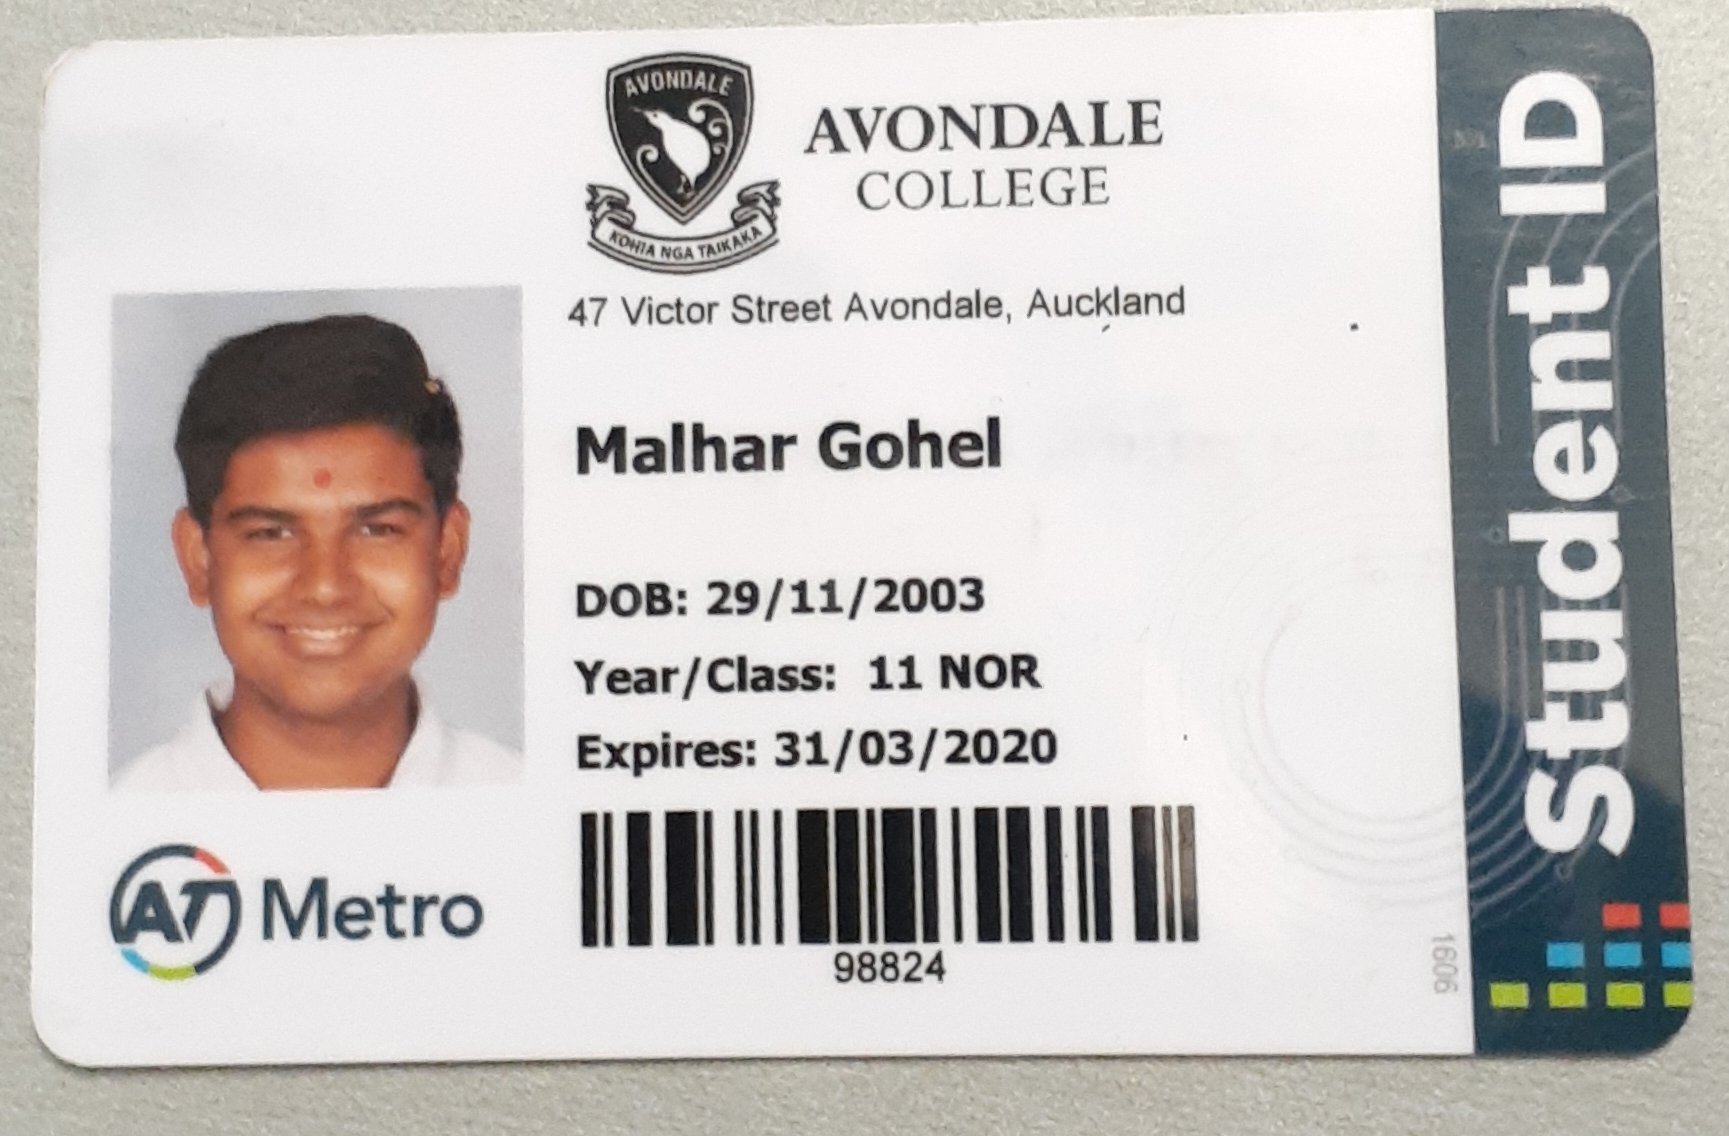 AVONDALE
KOHIA NGA TAIKAKA
AVONDALE
COLLEGE
47 Victor Street Avondale, Auckland
Malhar Gohel
DOB: 29/11/2003
Year/Class: 11 NOR
Expires: 31/03/2020
98824
AT Metro
1606
Student ID